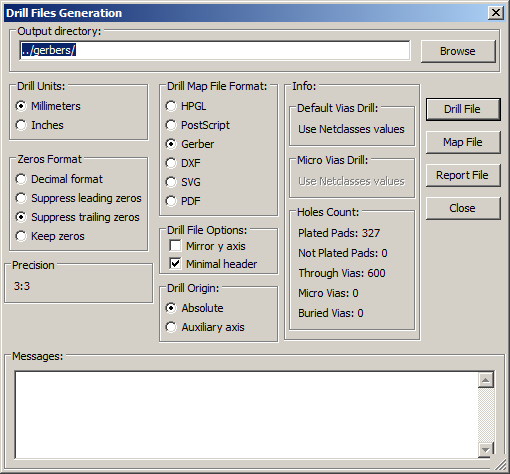 Drill Files Generation
Output directory:
../gerbers/
Browse
Drill Units:
Millimeters
Inches
Zeros Format
Decimal format
Suppress leading zeros
Suppress trailing zeros
Keep zeros
Precision
3:3
Drill Map File Format:
HPGL
PostScript
Gerber
DXF
SVG
PDF
Drill File Options:
Mirror y axis
Minimal header
Drill Origin:
Absolute
Auxiliary axis
Info:
Default Vias Drill:
Use Netclasses values
Micro Vias Drill:
Use Netclasses values
Holes Count:
Plated Pads: 327
Not Plated Pads: 0
Through Vias: 600
Micro Vias: 0
Buried Vias: 0
Drill File
Map File
Report File
Close
Messages: